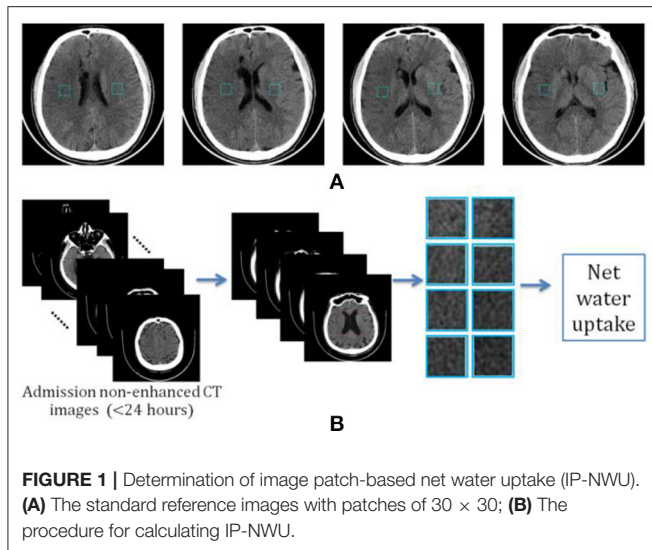 A
Admission non-enhanced CT
images (<24 hours)
Net
water
uptake
B
FIGURE 1 | Determination of image patch-based net water uptake (IP-NWU).
(A) The standard reference images with patches of 30 × 30; (B) The
procedure for calculating IP-NWU.